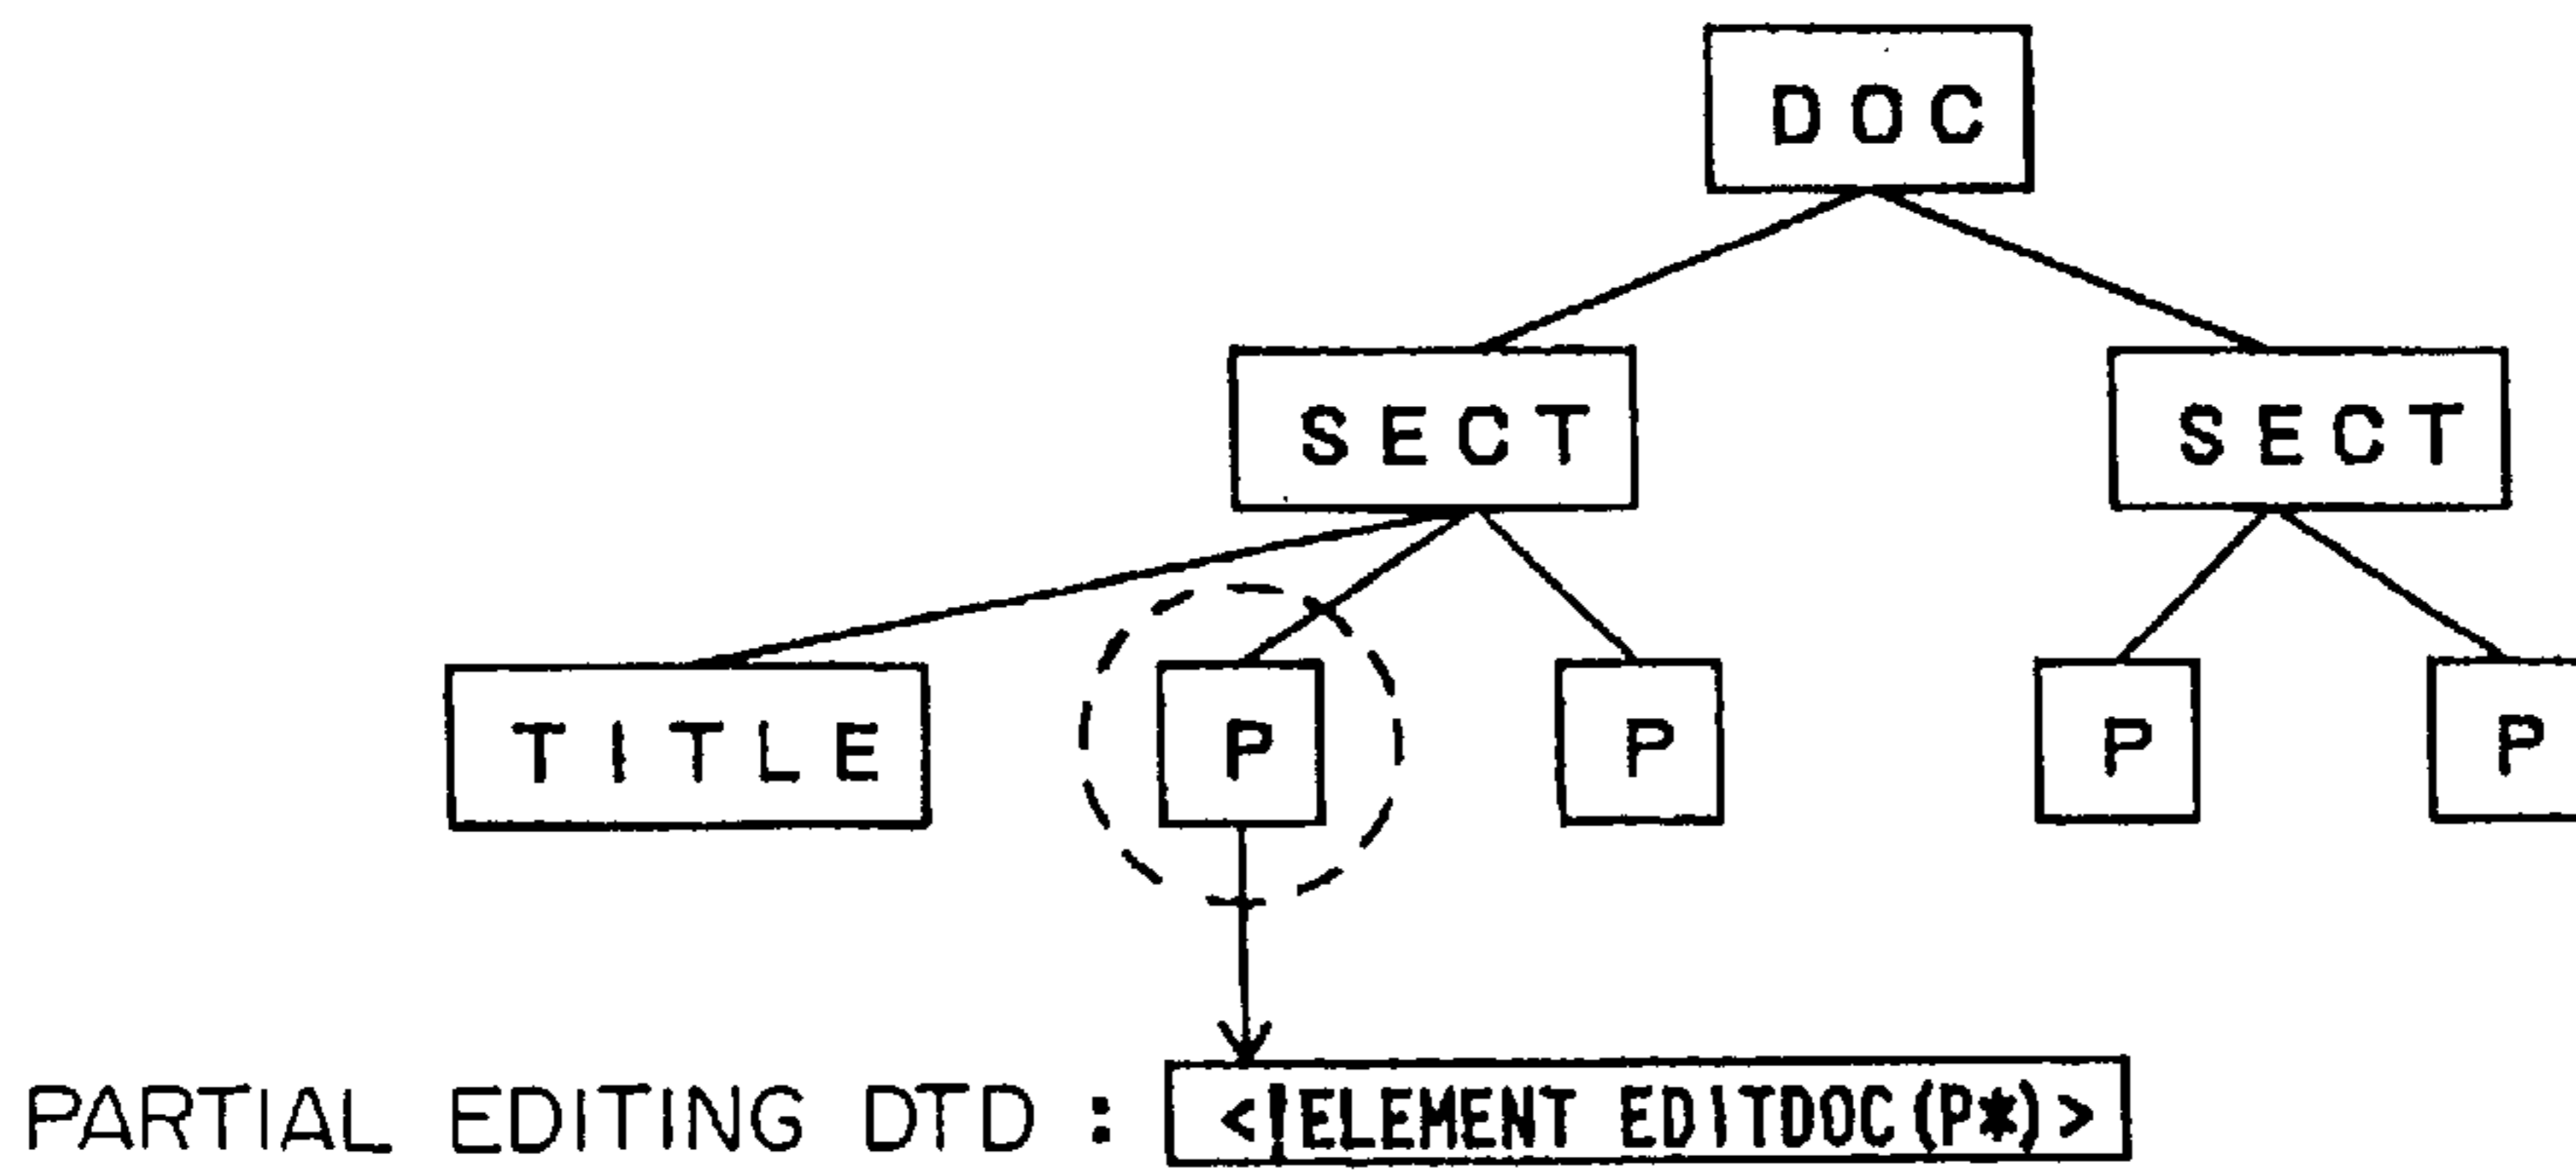 DOC
SECT SECT
TITLE P P P P
PARTIAL EDITING DTD : <!ELEMENT EDITDOC(P*)>